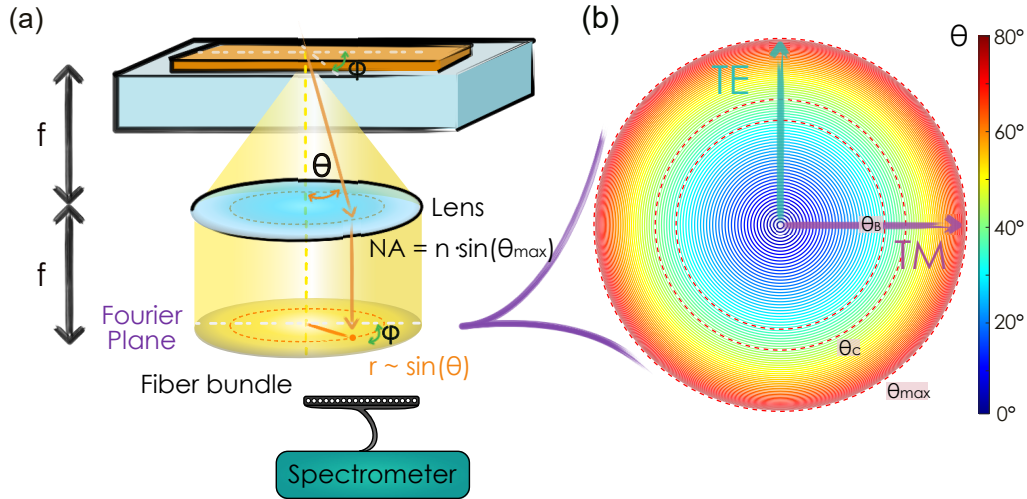 (a)
φ
f
θ
Lens
NA = n·sin(θmax)
f
Fourier
Plane
φ
r ~ sin(θ)
Fiber bundle
Spectrometer
(b)
TE
θB
TM
θc
θmax
θ
80°
60°
40°
20°
0°